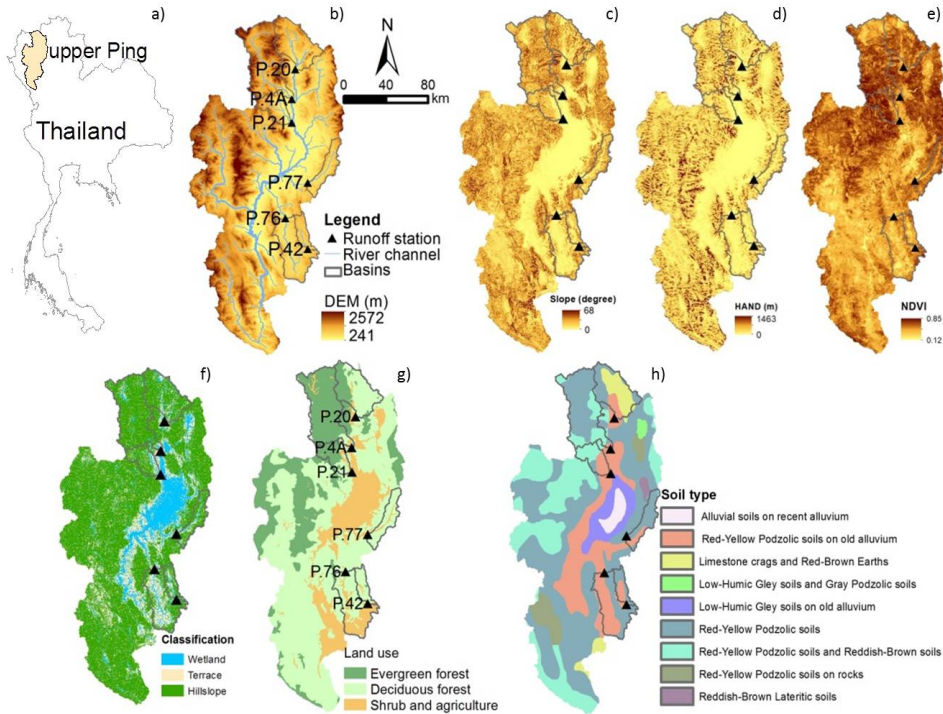 a)
upper Ping
Thailand
b)
P.20
P.4A
P.21
P.77
P.76
P.42
N
0 40 80
km
Legend
Runoff station
River channel
Basins
DEM (m)
2572
241
c)
Slope (degree)
68
0
d)
HAND (m)
1463
0
e)
NDVI
0.85
0.12
f)
Classification
Wetland
Terrace
Hillslope
g)
P.20
P.4A
P.21
P.77
P.76
P.42
Land use
Evergreen forest
Deciduous forest
Shrub and agriculture
h)
Soil type
Alluvial soils on recent alluvium
Red-Yellow Podzolic soils on old alluvium
Limestone crags and Red-Brown Earths
Low-Humic Gley soils and Gray Podzolic soils
Low-Humic Gley soils on old alluvium
Red-Yellow Podzolic soils
Red-Yellow Podzolic soils and Reddish-Brown soils
Red-Yellow Podzolic soils on rocks
Reddish-Brown Lateritic soils